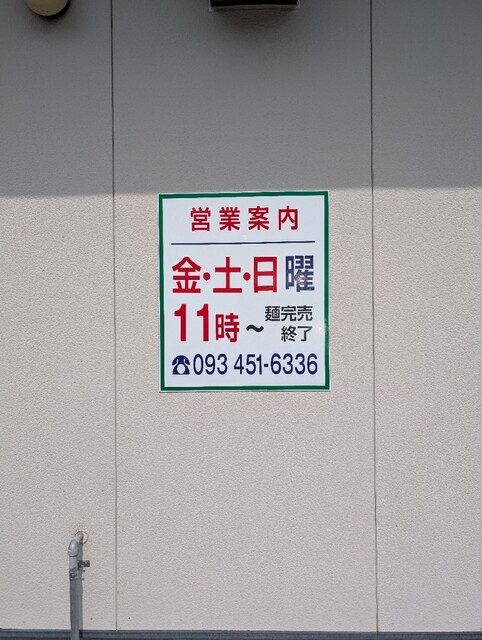 営業案内
金・土・日曜
11時～麺完売
終了
☎093 451-6336